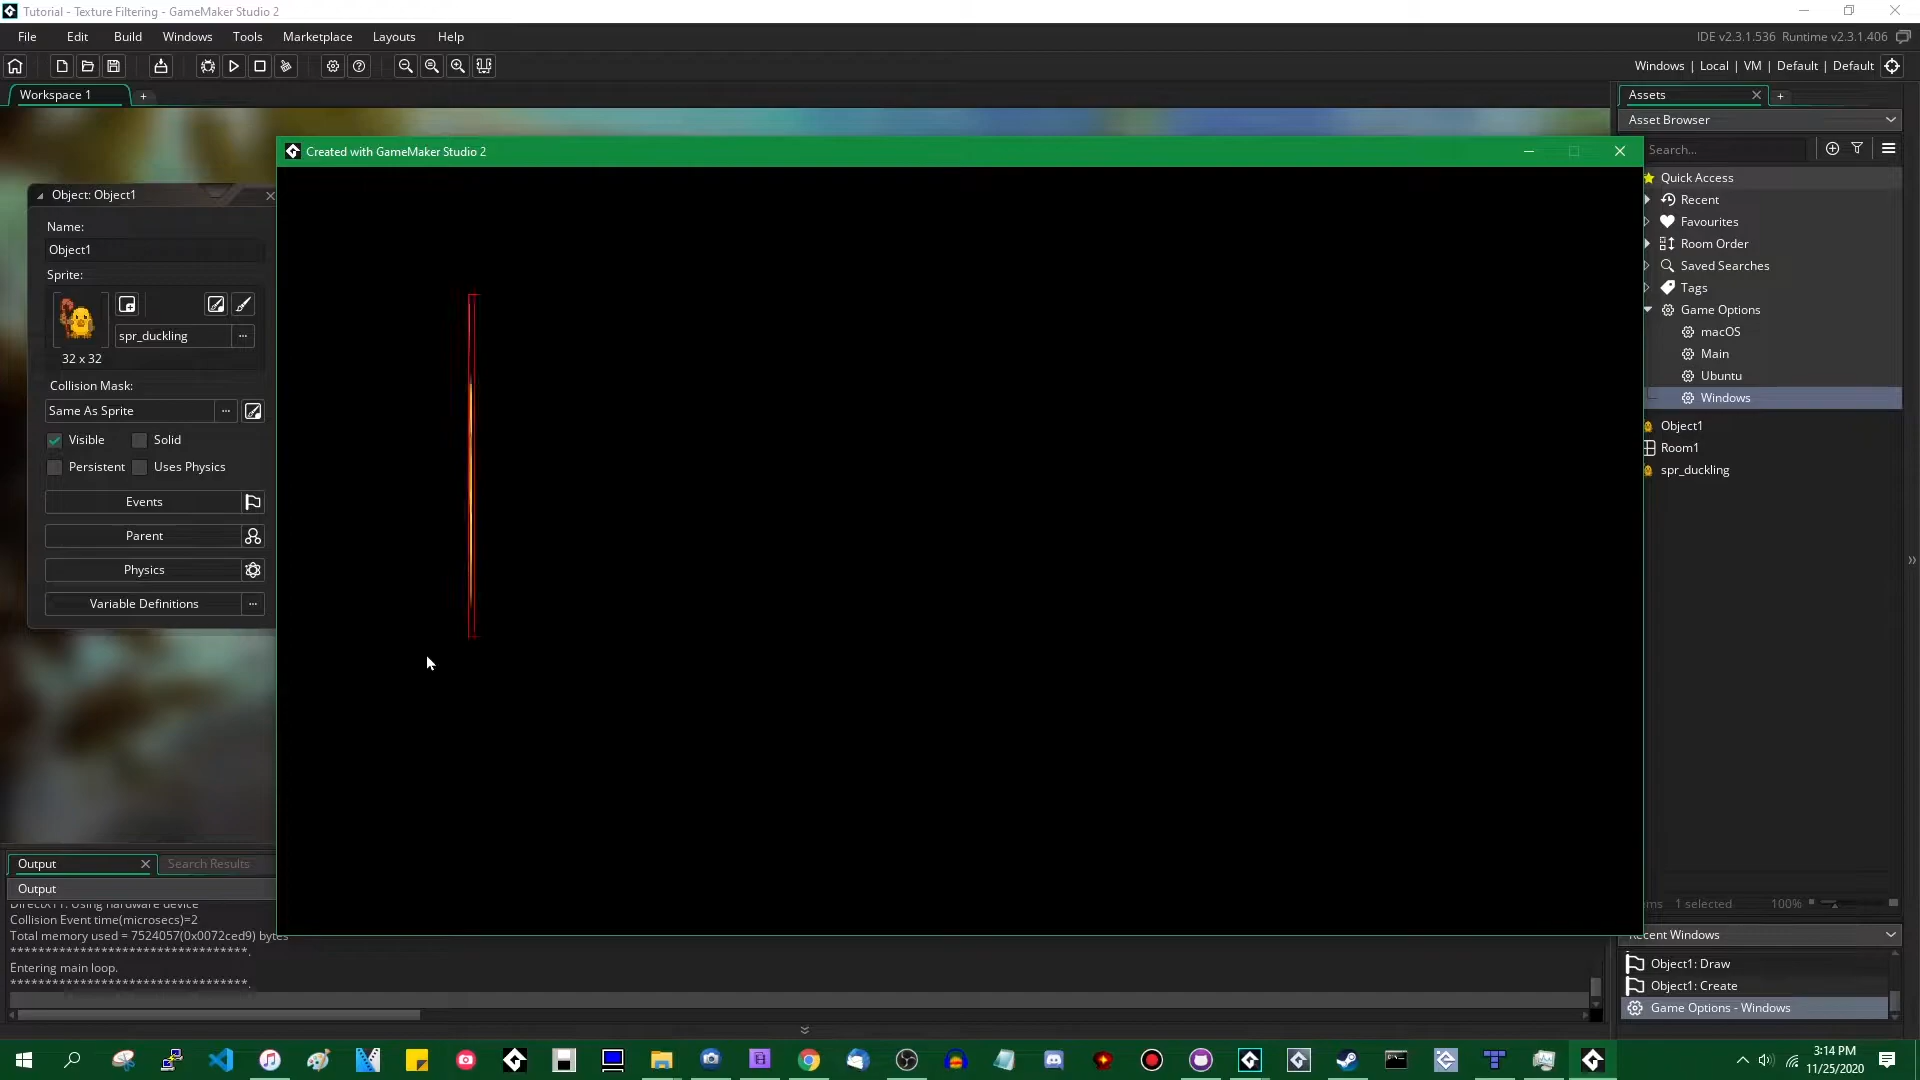 Tutorial - Texture Filtering - GameMaker Studio 2
File Edit Build Windows Tools Marketplace Layouts Help
IDE v2.3.1.536 Runtime v2.3.1.406
Windows | Local | VM | Default | Default
Workspace 1
Assets
Asset Browser
Created with GameMaker Studio 2
Search...
Object: Object1
Name:
Object1
Sprite:
spr_duckling
32 x 32
Collision Mask:
Same As Sprite
Visible
Solid
Persistent
Uses Physics
Events
Parent
Physics
Variable Definitions
Quick Access
Recent
Favourites
Room Order
Saved Searches
Tags
Game Options
macOS
Main
Ubuntu
Windows
Object1
Room1
spr_duckling
1 selected
100%
Output
Search Results
Output
DirectX11: Using hardware device
Collision Event time(microsecs)=2
Total memory used = 7524057(0x0072ced9) bytes
**********************************.
Entering main loop.
**********************************.
Recent Windows
Object1: Draw
Object1: Create
Game Options - Windows
3:14 PM
11/25/2020